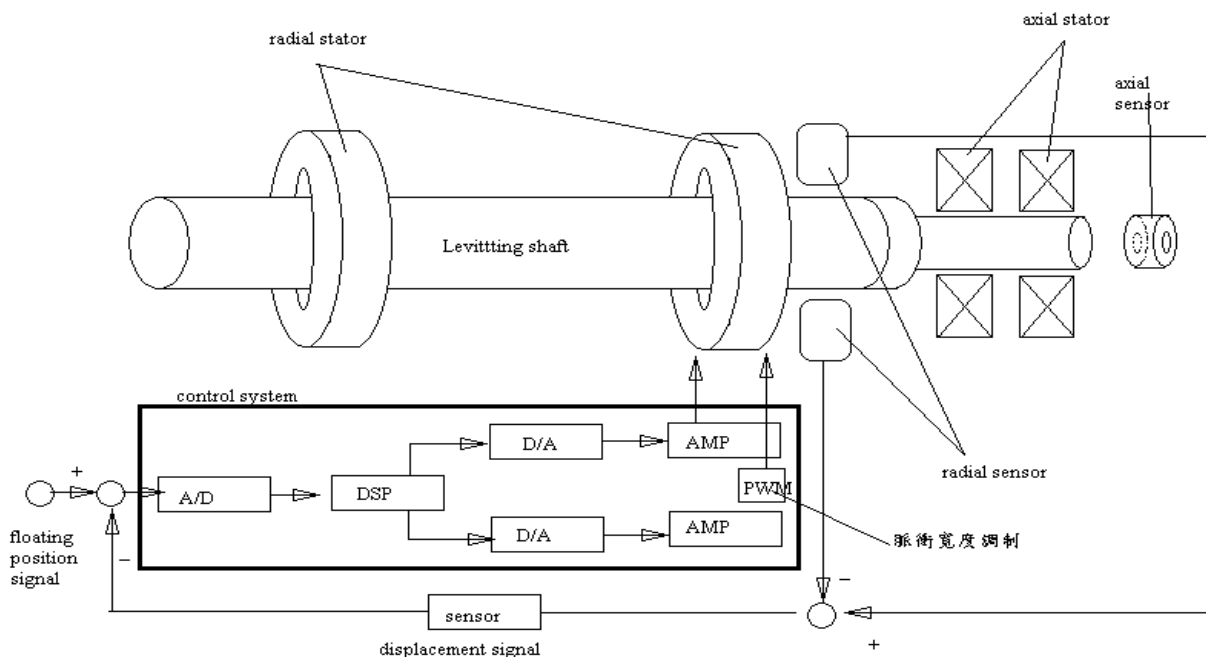 axial stator
radial stator
axial
sensor
Levittting shaft
control system
D/A
AMP
radial sensor
+
A/D
DSP
PWM
floating
position
signal
D/A
AMP
脈衝宽度調制
−
−
sensor
+
displacement signal